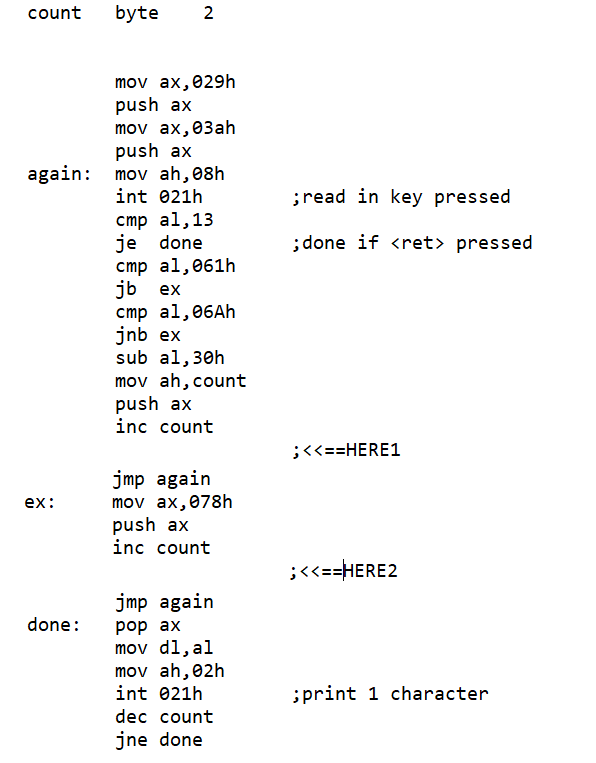 count   byte    2
        mov ax,029h
        push ax
        mov ax,03ah
        push ax
again:  mov ah,08h
        int 021h        ;read in key pressed
        cmp al,13
        je  done        ;done if <ret> pressed
        cmp al,061h
        jb  ex
        cmp al,06Ah
        jnb ex
        sub al,30h
        mov ah,count
        push ax
        inc count
                        ;<<==HERE1
        jmp again
ex:     mov ax,078h
        push ax
        inc count
                        ;<<==HERE2
        jmp again
done:   pop ax
        mov dl,al
        mov ah,02h
        int 021h        ;print 1 character
        dec count
        jne done